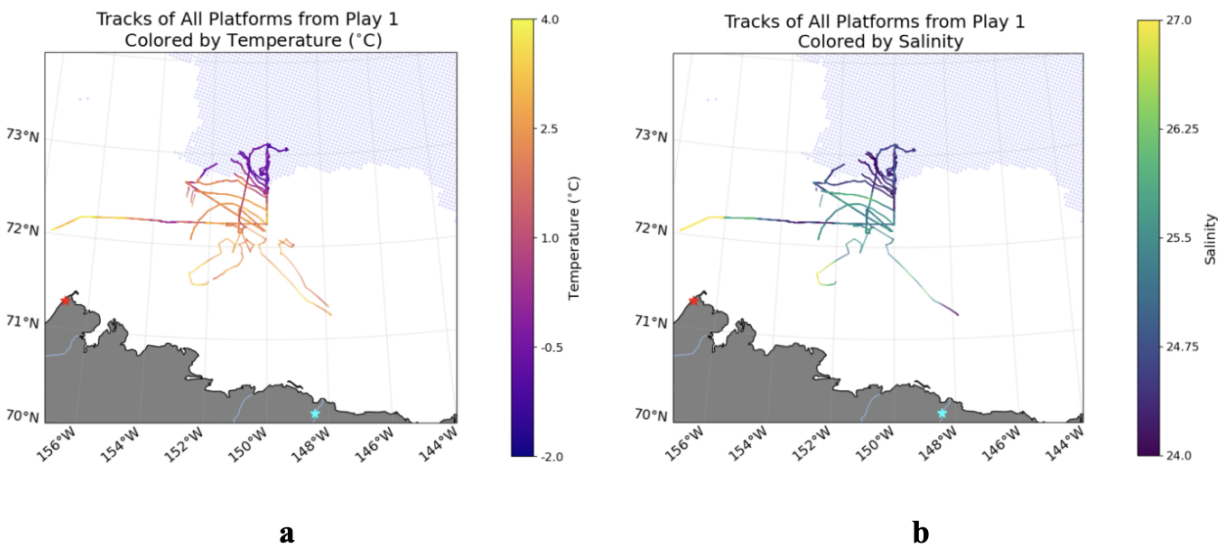 Tracks of All Platforms from Play 1
Colored by Temperature (˚C)
73°N
72°N
71°N
70°N
156°W
154°W
152°W
150°W
148°W
146°W
144°W
4.0
2.5
1.0
-0.5
-2.0
Temperature (˚C)
a
Tracks of All Platforms from Play 1
Colored by Salinity
73°N
72°N
71°N
70°N
156°W
154°W
152°W
150°W
148°W
146°W
144°W
27.0
26.25
25.5
24.75
24.0
Salinity
b